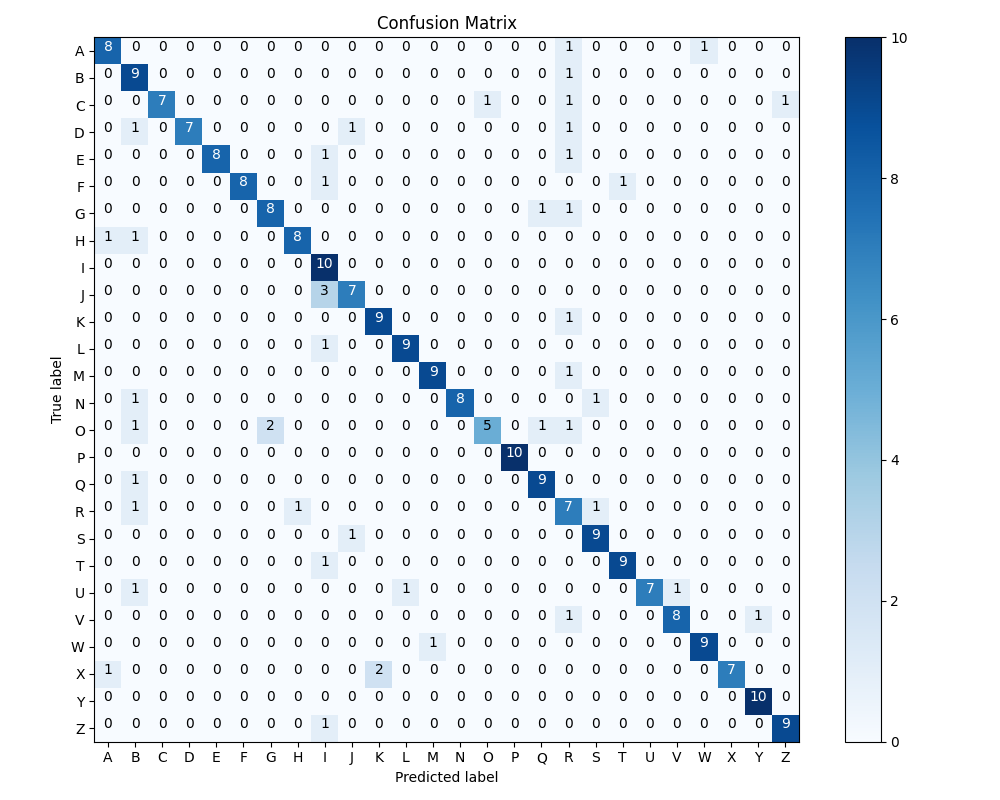 Confusion Matrix
A 8 0 0 0 0 0 0 0 0 0 0 0 0 0 0 0 0 1 0 0 0 0 1 0 0 0
B 0 9 0 0 0 0 0 0 0 0 0 0 0 0 0 0 0 1 0 0 0 0 0 0 0 0
C 0 0 7 0 0 0 0 0 0 0 0 0 0 0 1 0 0 1 0 0 0 0 0 0 0 1
D 0 1 0 7 0 0 0 0 0 1 0 0 0 0 0 0 0 1 0 0 0 0 0 0 0 0
E 0 0 0 0 8 0 0 0 1 0 0 0 0 0 0 0 0 1 0 0 0 0 0 0 0 0
F 0 0 0 0 0 8 0 0 1 0 0 0 0 0 0 0 0 0 0 1 0 0 0 0 0 0
G 0 0 0 0 0 0 8 0 0 0 0 0 0 0 0 0 1 1 0 0 0 0 0 0 0 0
H 1 1 0 0 0 0 0 8 0 0 0 0 0 0 0 0 0 0 0 0 0 0 0 0 0 0
I 0 0 0 0 0 0 0 0 10 0 0 0 0 0 0 0 0 0 0 0 0 0 0 0 0 0
J 0 0 0 0 0 0 0 0 3 7 0 0 0 0 0 0 0 0 0 0 0 0 0 0 0 0
K 0 0 0 0 0 0 0 0 0 0 9 0 0 0 0 0 0 1 0 0 0 0 0 0 0 0
L 0 0 0 0 0 0 0 0 1 0 0 9 0 0 0 0 0 0 0 0 0 0 0 0 0 0
M 0 0 0 0 0 0 0 0 0 0 0 0 9 0 0 0 0 1 0 0 0 0 0 0 0 0
N 0 1 0 0 0 0 0 0 0 0 0 0 0 8 0 0 0 0 1 0 0 0 0 0 0 0
O 0 1 0 0 0 0 2 0 0 0 0 0 0 0 5 0 1 1 0 0 0 0 0 0 0 0
P 0 0 0 0 0 0 0 0 0 0 0 0 0 0 0 10 0 0 0 0 0 0 0 0 0 0
Q 0 1 0 0 0 0 0 0 0 0 0 0 0 0 0 0 9 0 0 0 0 0 0 0 0 0
R 0 1 0 0 0 0 0 1 0 0 0 0 0 0 0 0 0 7 1 0 0 0 0 0 0 0
S 0 0 0 0 0 0 0 0 0 1 0 0 0 0 0 0 0 0 9 0 0 0 0 0 0 0
T 0 0 0 0 0 0 0 0 1 0 0 0 0 0 0 0 0 0 0 9 0 0 0 0 0 0
U 0 1 0 0 0 0 0 0 0 0 0 1 0 0 0 0 0 0 0 0 7 1 0 0 0 0
V 0 0 0 0 0 0 0 0 0 0 0 0 0 0 0 0 0 1 0 0 0 8 0 0 1 0
W 0 0 0 0 0 0 0 0 0 0 0 0 1 0 0 0 0 0 0 0 0 0 9 0 0 0
X 1 0 0 0 0 0 0 0 0 0 2 0 0 0 0 0 0 0 0 0 0 0 0 7 0 0
Y 0 0 0 0 0 0 0 0 0 0 0 0 0 0 0 0 0 0 0 0 0 0 0 0 10 0
Z 0 0 0 0 0 0 0 0 1 0 0 0 0 0 0 0 0 0 0 0 0 0 0 0 0 9
A B C D E F G H I J K L M N O P Q R S T U V W X Y Z
Predicted label
True label
10
8
6
4
2
0